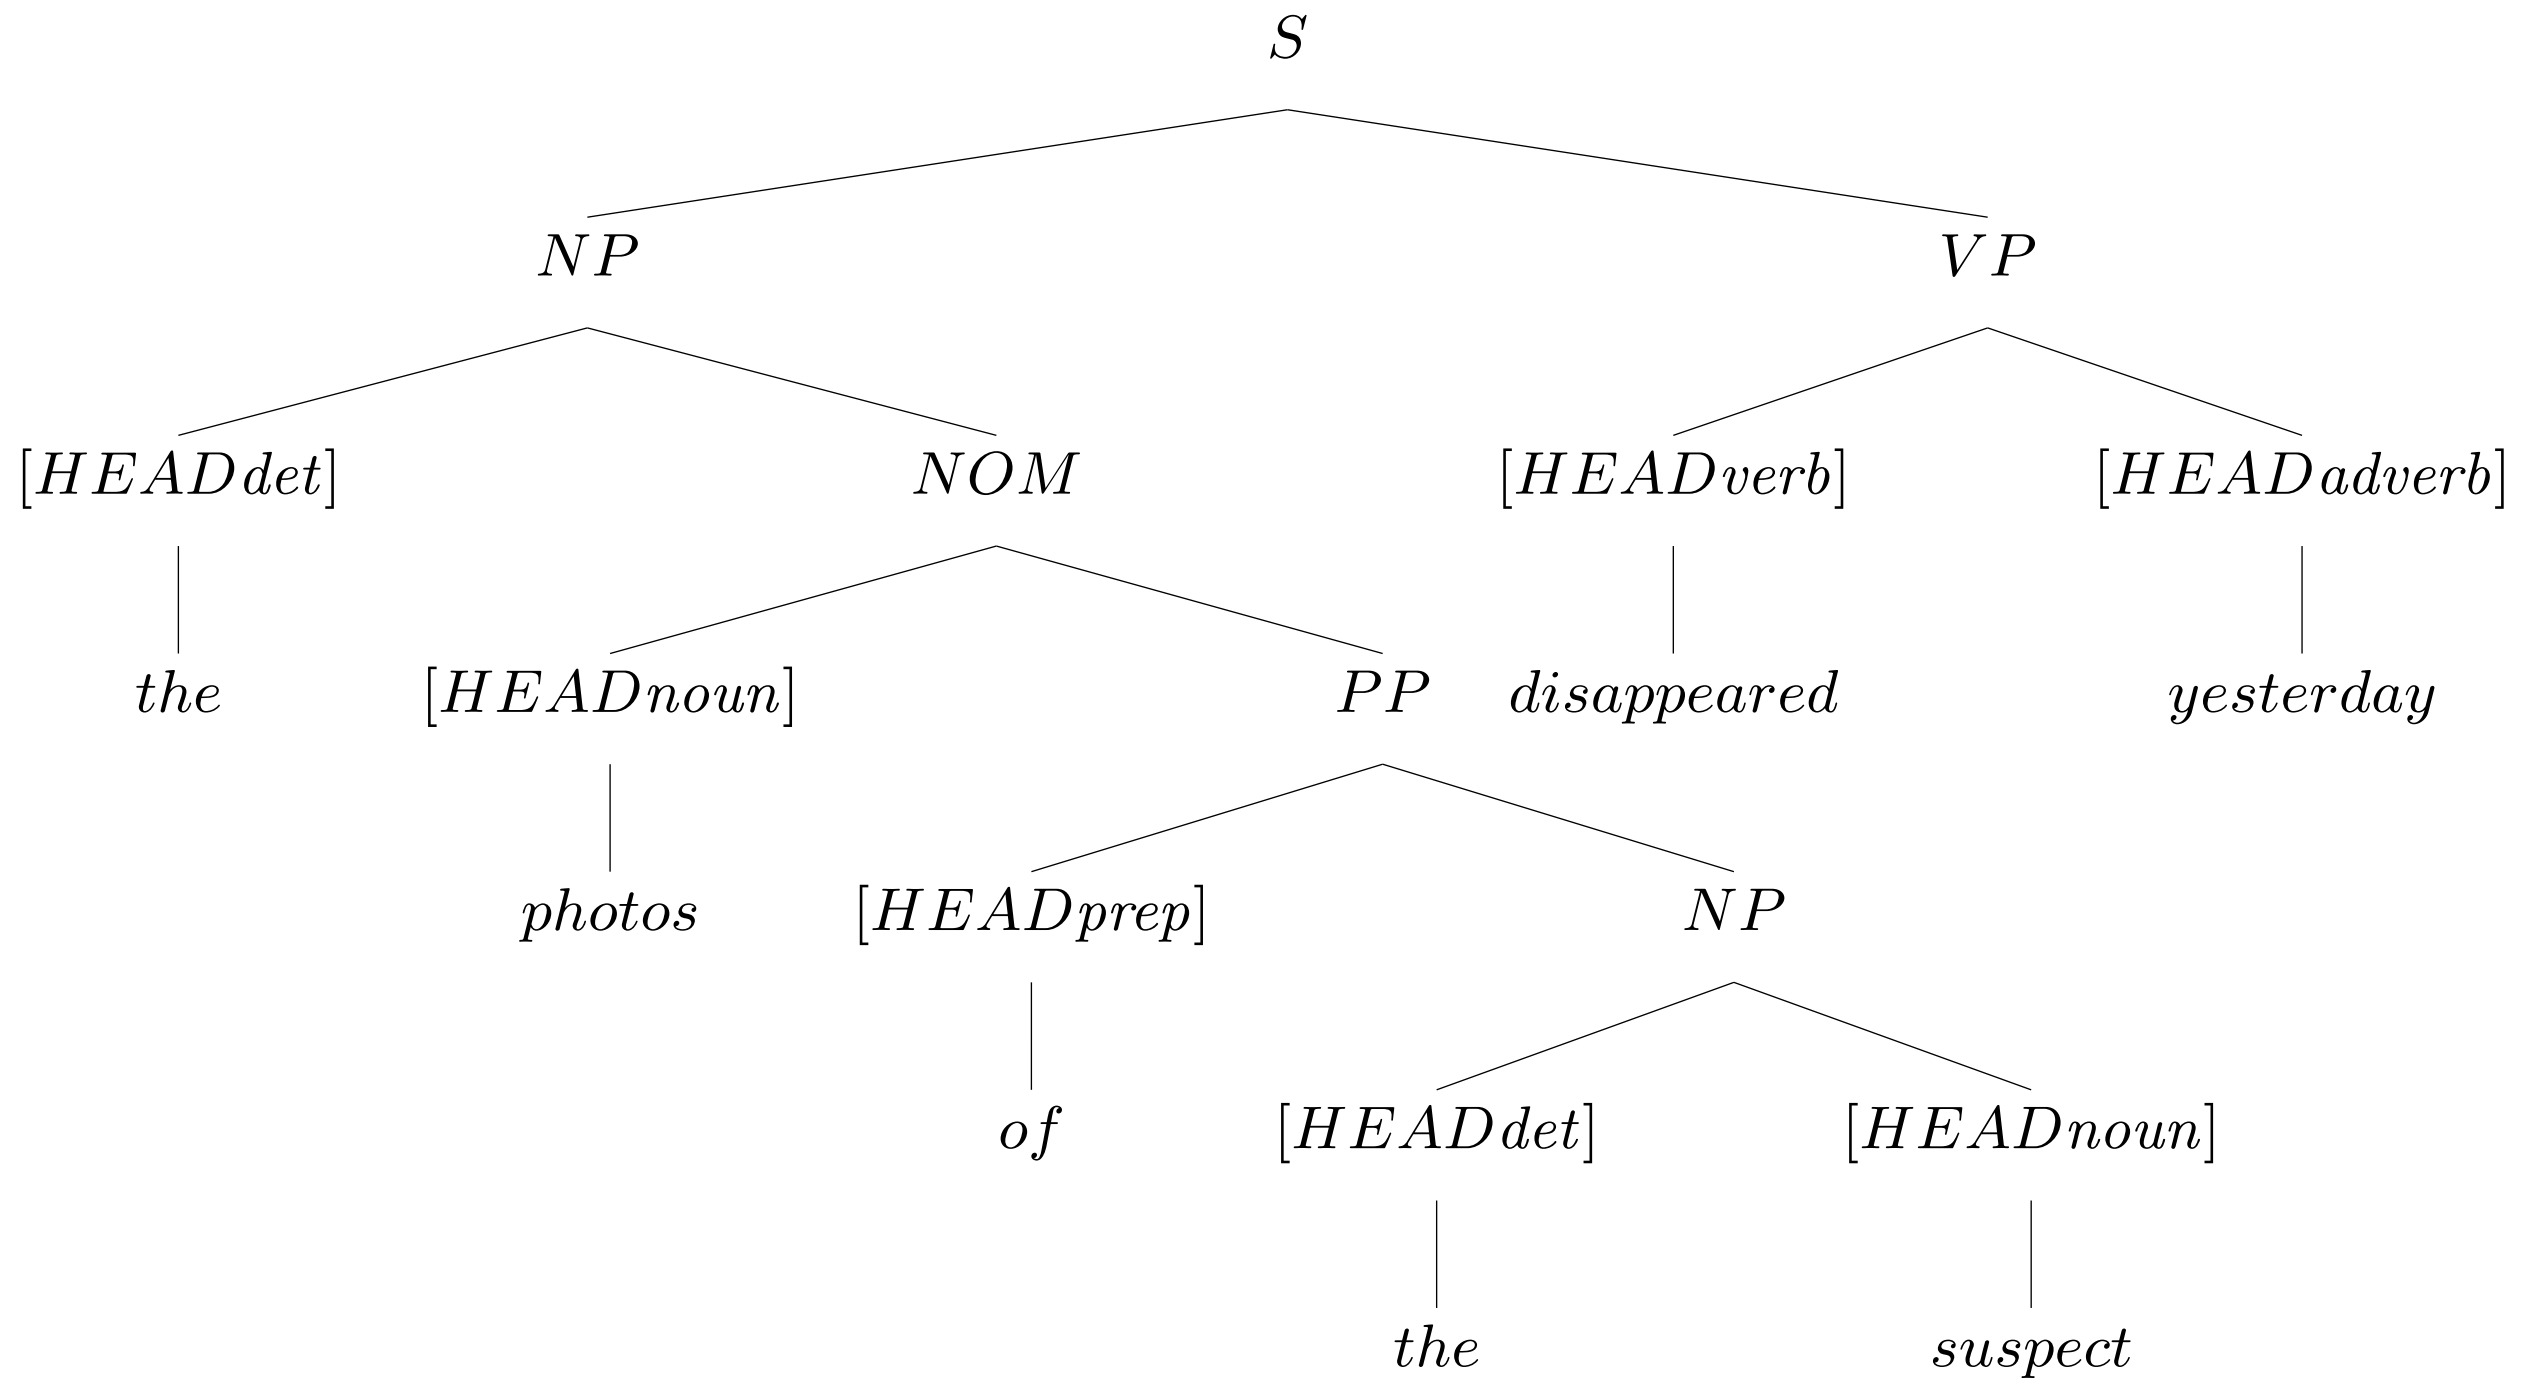 S
NP VP
[HEADdet] NOM [HEADverb] [HEADadverb]
the [HEADnoun] PP disappeared yesterday
photos [HEADprep] NP
of [HEADdet] [HEADnoun]
the suspect